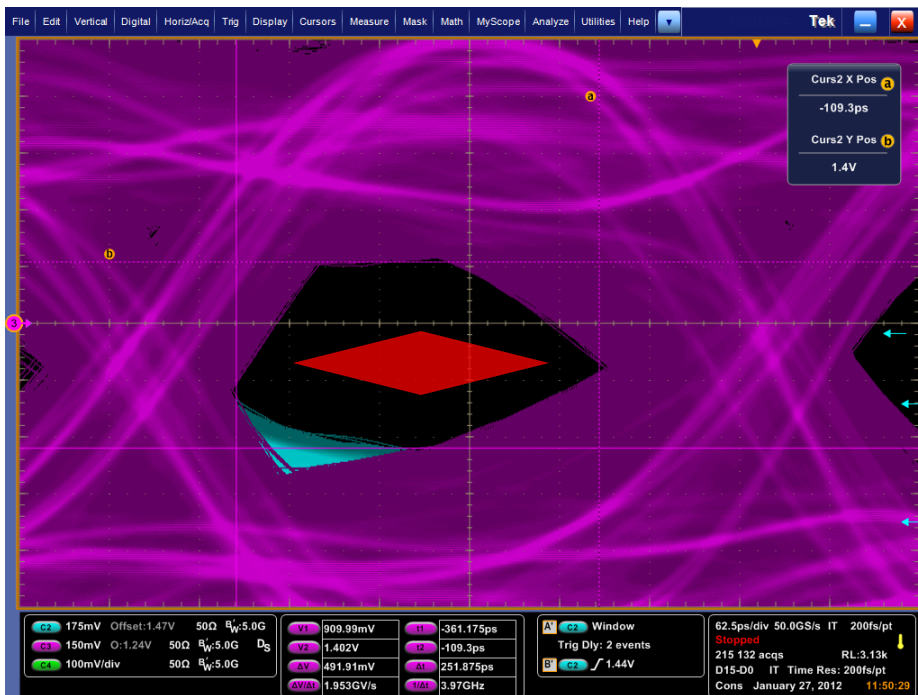 File Edit Vertical Digital Horiz/Acq Trig Display Cursors Measure Mask Math MyScope Analyze Utilities Help Tek X
Curs2 X Pos a
-109.3ps
Curs2 Y Pos b
1.4V
a
b
3
C2 175mV Offset:1.47V 50Ω B'W:5.0G
C3 150mV O:1.24V 50Ω B'W:5.0G DS
C4 100mV/div 50Ω B'W:5.0G
V1 909.99mV t1 -361.175ps
V2 1.402V t2 -109.3ps
ΔV 491.91mV Δt 251.875ps
ΔV/Δt 1.953GV/s 1/Δt 3.97GHz
A' C2 Window
Trig Dly: 2 events
B' C2 1.44V
62.5ps/div 50.0GS/s IT 200fs/pt
Stopped
215 132 acqs RL:3.13k
D15-D0 IT Time Res: 200fs/pt
Cons January 27, 2012 11:50:29